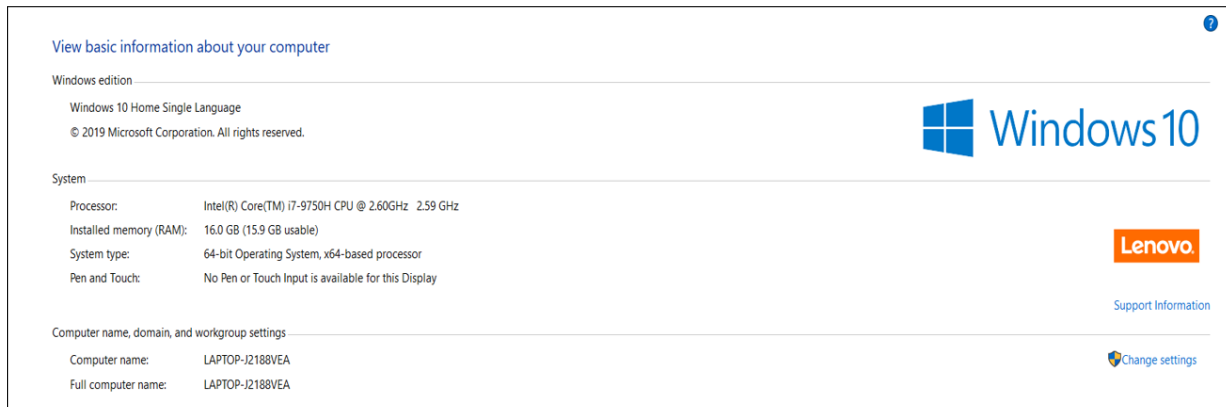 ?
View basic information about your computer
Windows edition
Windows 10 Home Single Language
© 2019 Microsoft Corporation. All rights reserved.
Windows 10
System
Processor: Intel(R) Core(TM) i7-9750H CPU @ 2.60GHz 2.59 GHz
Installed memory (RAM): 16.0 GB (15.9 GB usable)
System type: 64-bit Operating System, x64-based processor
Pen and Touch: No Pen or Touch Input is available for this Display
Lenovo.
Support Information
Computer name, domain, and workgroup settings
Computer name: LAPTOP-J2188VEA
Change settings
Full computer name: LAPTOP-J2188VEA